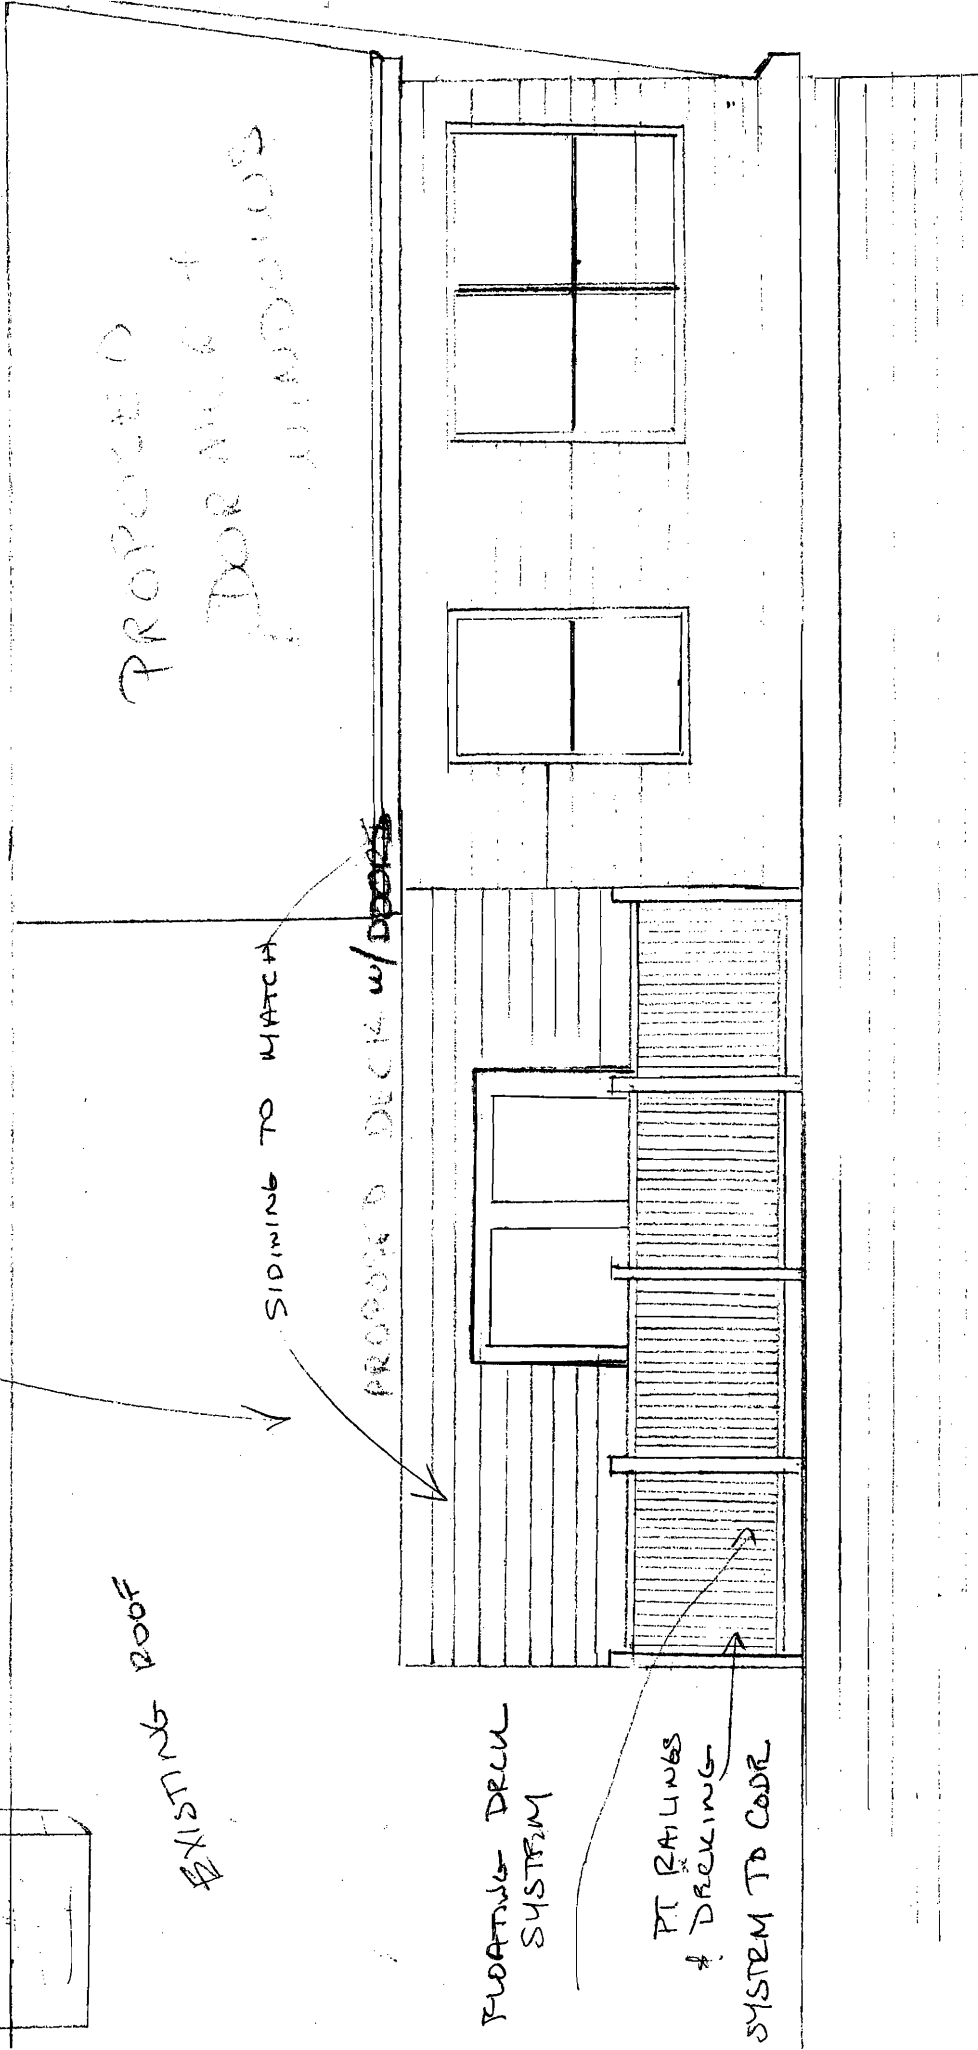 EXISTING ROOF
SIDINING TO MATCH
PROPOSED
DORMER +
WINDOWS
PROPOSED DECK W/DOORS
FLOATING DECK
SYSTEM
PT RAILINGS
& DECKING
SYSTEM TO CODE